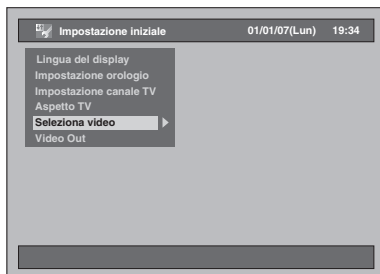 Impostazione iniziale 01/01/07(Lun) 19:34
Lingua del display
Impostazione orologio
Impostazione canale TV
Aspetto TV
Seleziona video
Video Out